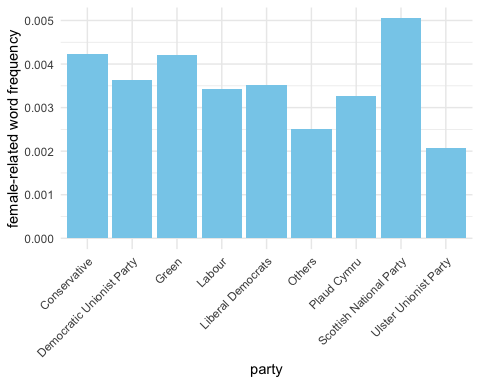 female-related word frequency
0.005
0.004
0.003
0.002
0.001
0.000
Conservative
Democratic Unionist Party
Green
Labour
Liberal Democrats
Others
Plaud Cymru
Scottish National Party
Ulster Unionist Party
party